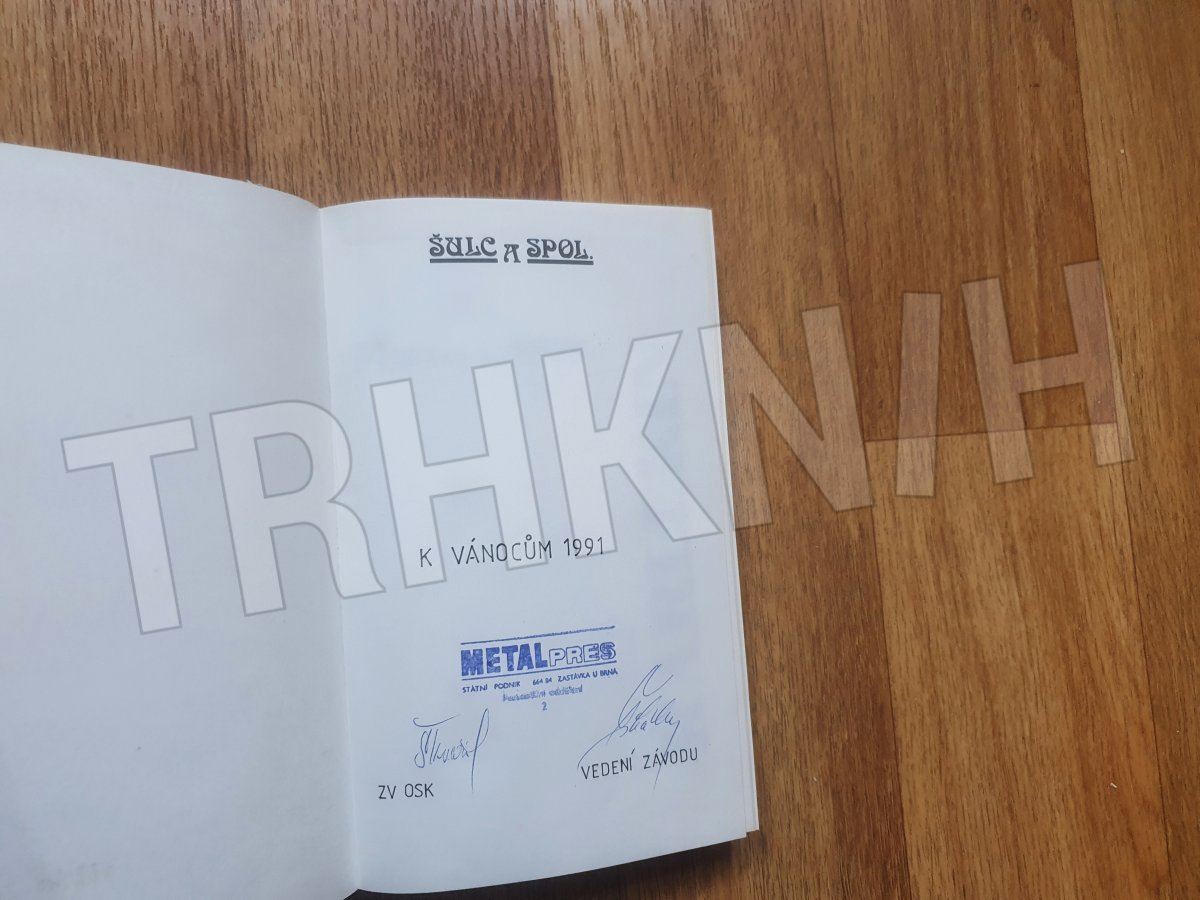 ŠULC A SPOL.
TRHKNIH
K VÁNOCŮM 1991
METALPRES
STÁTNÍ PODNIK 664 84 ZASTÁVKA U BRNA
2
ZV OSK
VEDENÍ ZÁVODU